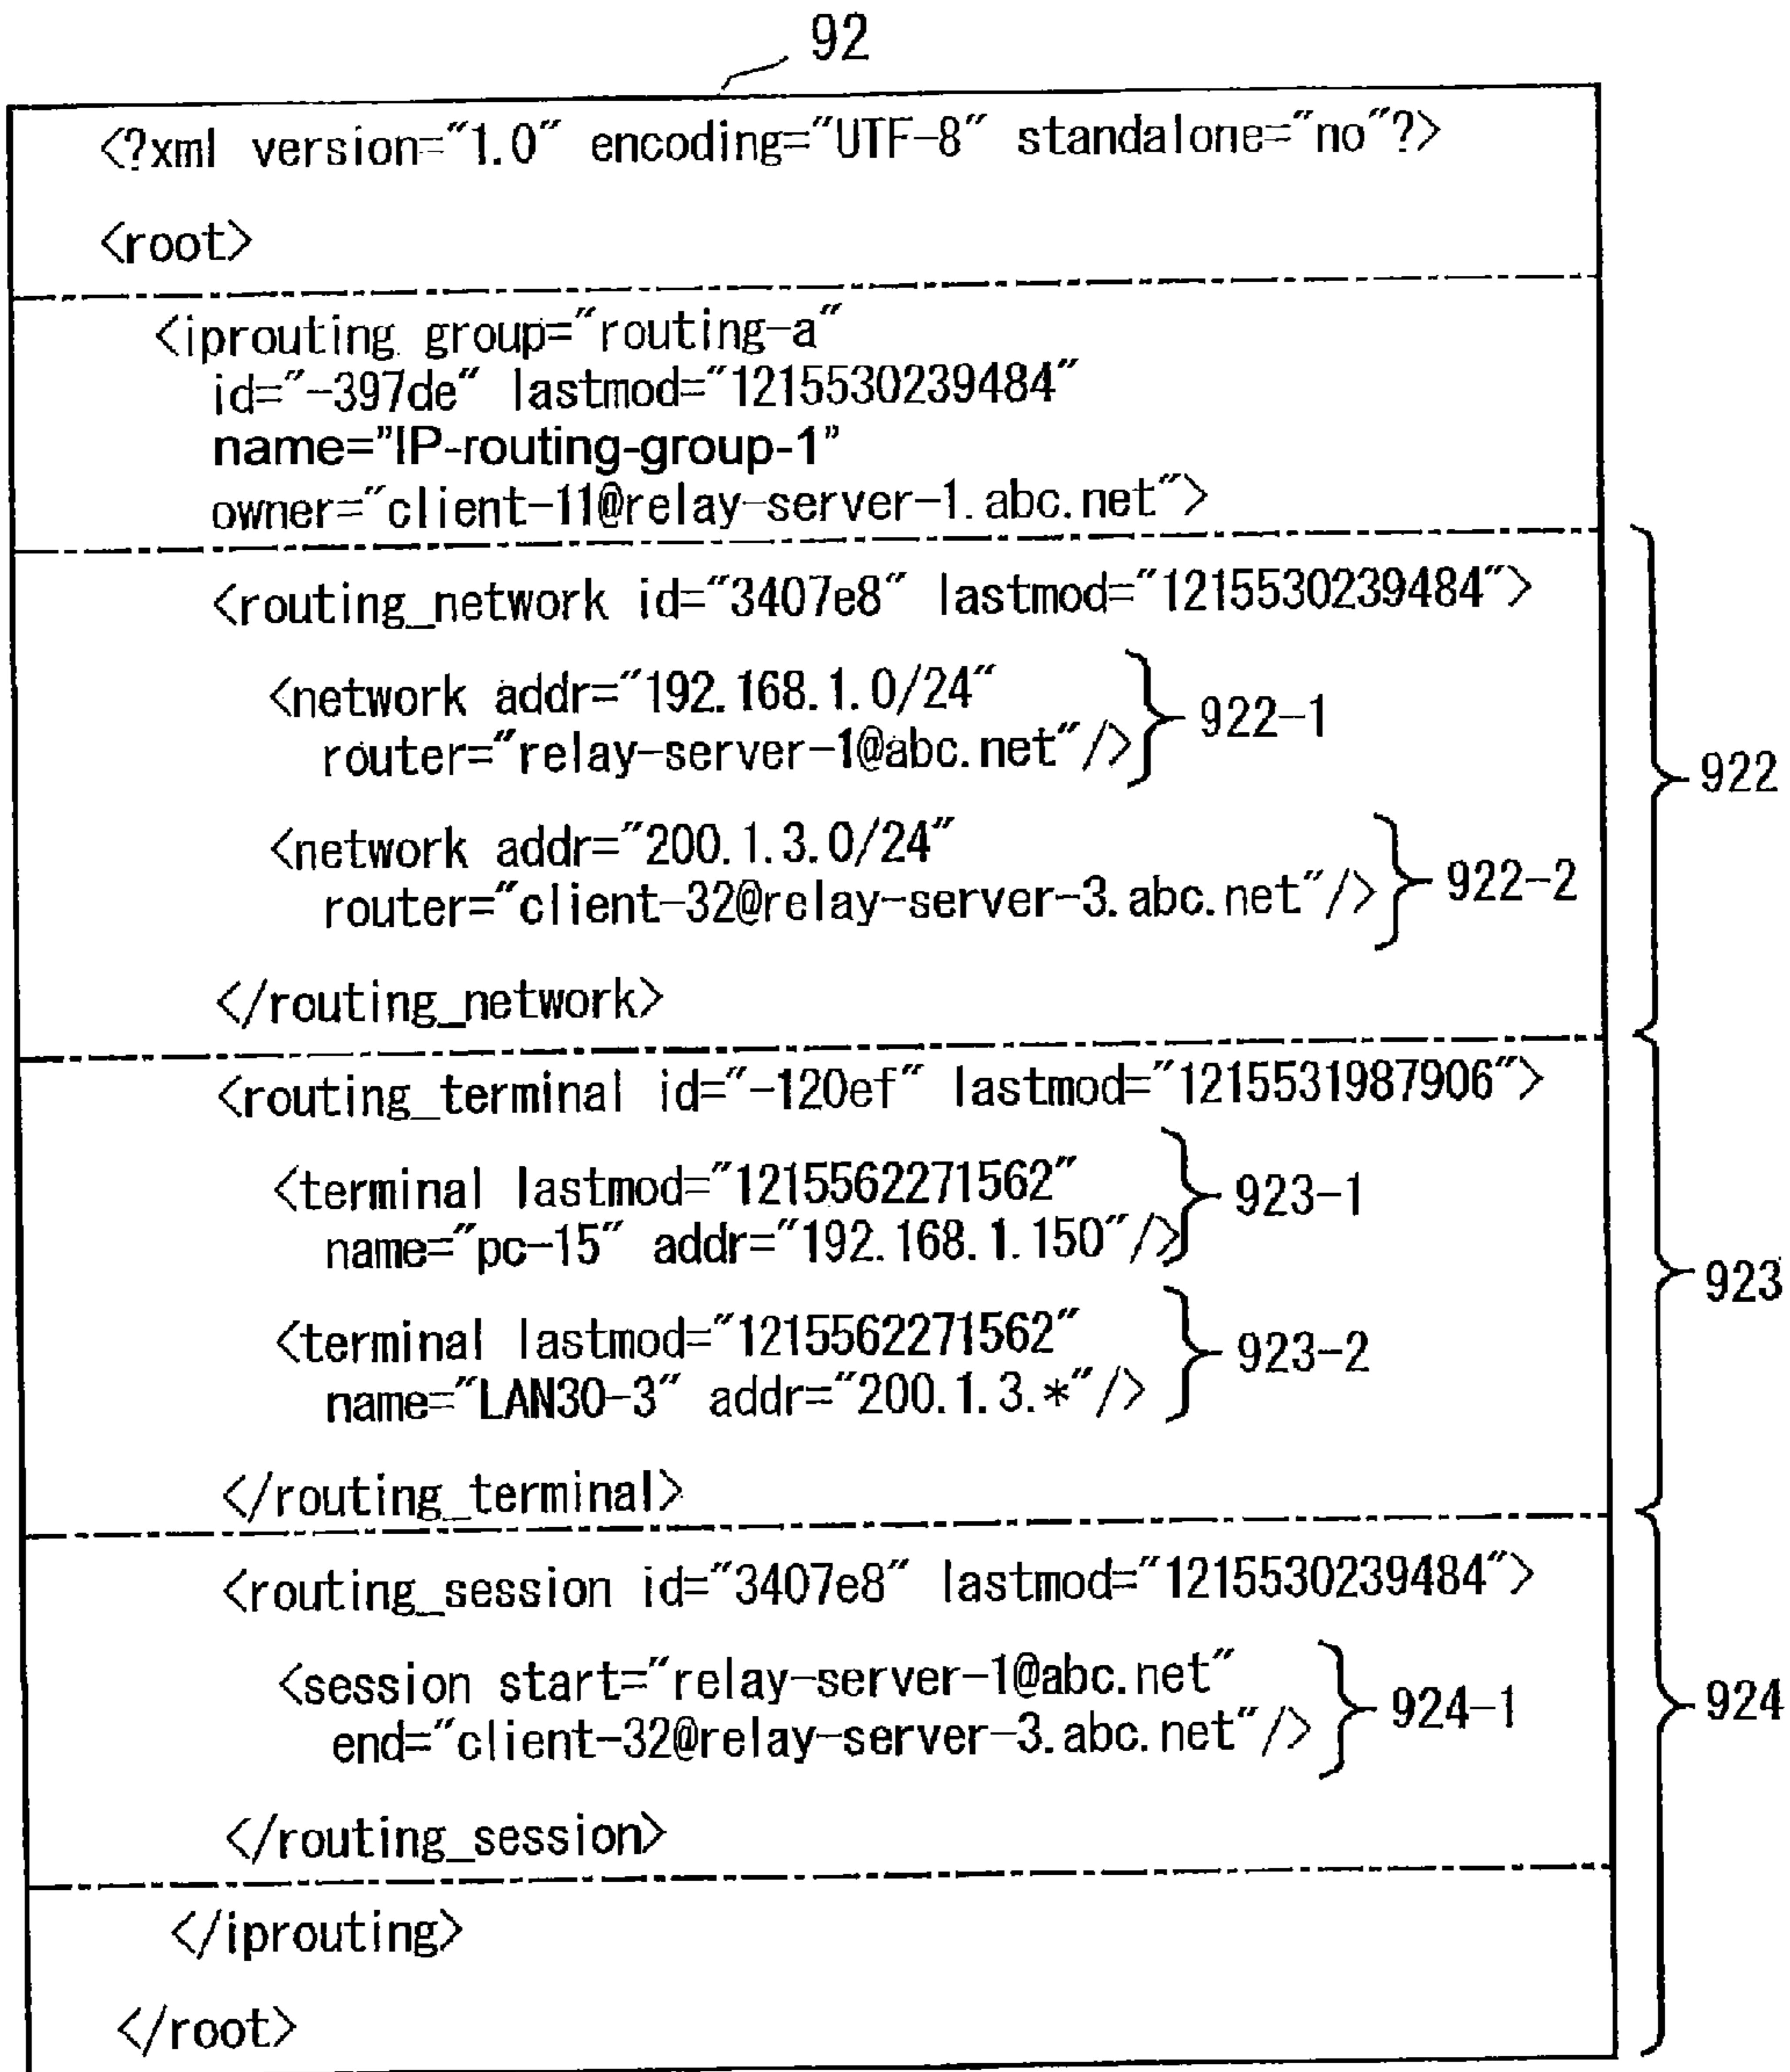 92
<?xml version="1.0" encoding="UTF-8" standalone="no"?>
<root>
<iprouting group="routing-a"
id="-397de" lastmod="1215530239484"
name="IP-routing-group-1"
owner="client-11@relay-server-1.abc.net">
<routing_network id="3407e8" lastmod="1215530239484">
<network addr="192.168.1.0/24"
router="relay-server-1@abc.net"/>
922-1
<network addr="200.1.3.0/24"
router="client-32@relay-server-3.abc.net"/>
922-2
</routing_network>
922
<routing_terminal id="-120ef" lastmod="1215531987906">
<terminal lastmod="1215562271562"
name="pc-15" addr="192.168.1.150"/>
923-1
<terminal lastmod="1215562271562"
name="LAN30-3" addr="200.1.3.*"/>
923-2
</routing_terminal>
923
<routing_session id="3407e8" lastmod="1215530239484">
<session start="relay-server-1@abc.net"
end="client-32@relay-server-3.abc.net"/>
924-1
</routing_session>
924
</iprouting>
</root>